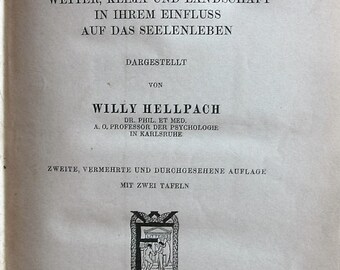 WETTER, KLIMA UND LANDSCHAFT
IN IHREM EINFLUSS
AUF DAS SEELENLEBEN
DARGESTELLT
VON
WILLY HELLPACH
DR. PHIL. ET MED.
A. O. PROFESSOR DER PSYCHOLOGIE
IN KARLSRUHE
ZWEITE, VERMEHRTE UND DURCHGESEHENE AUFLAGE
MIT ZWEI TAFELN